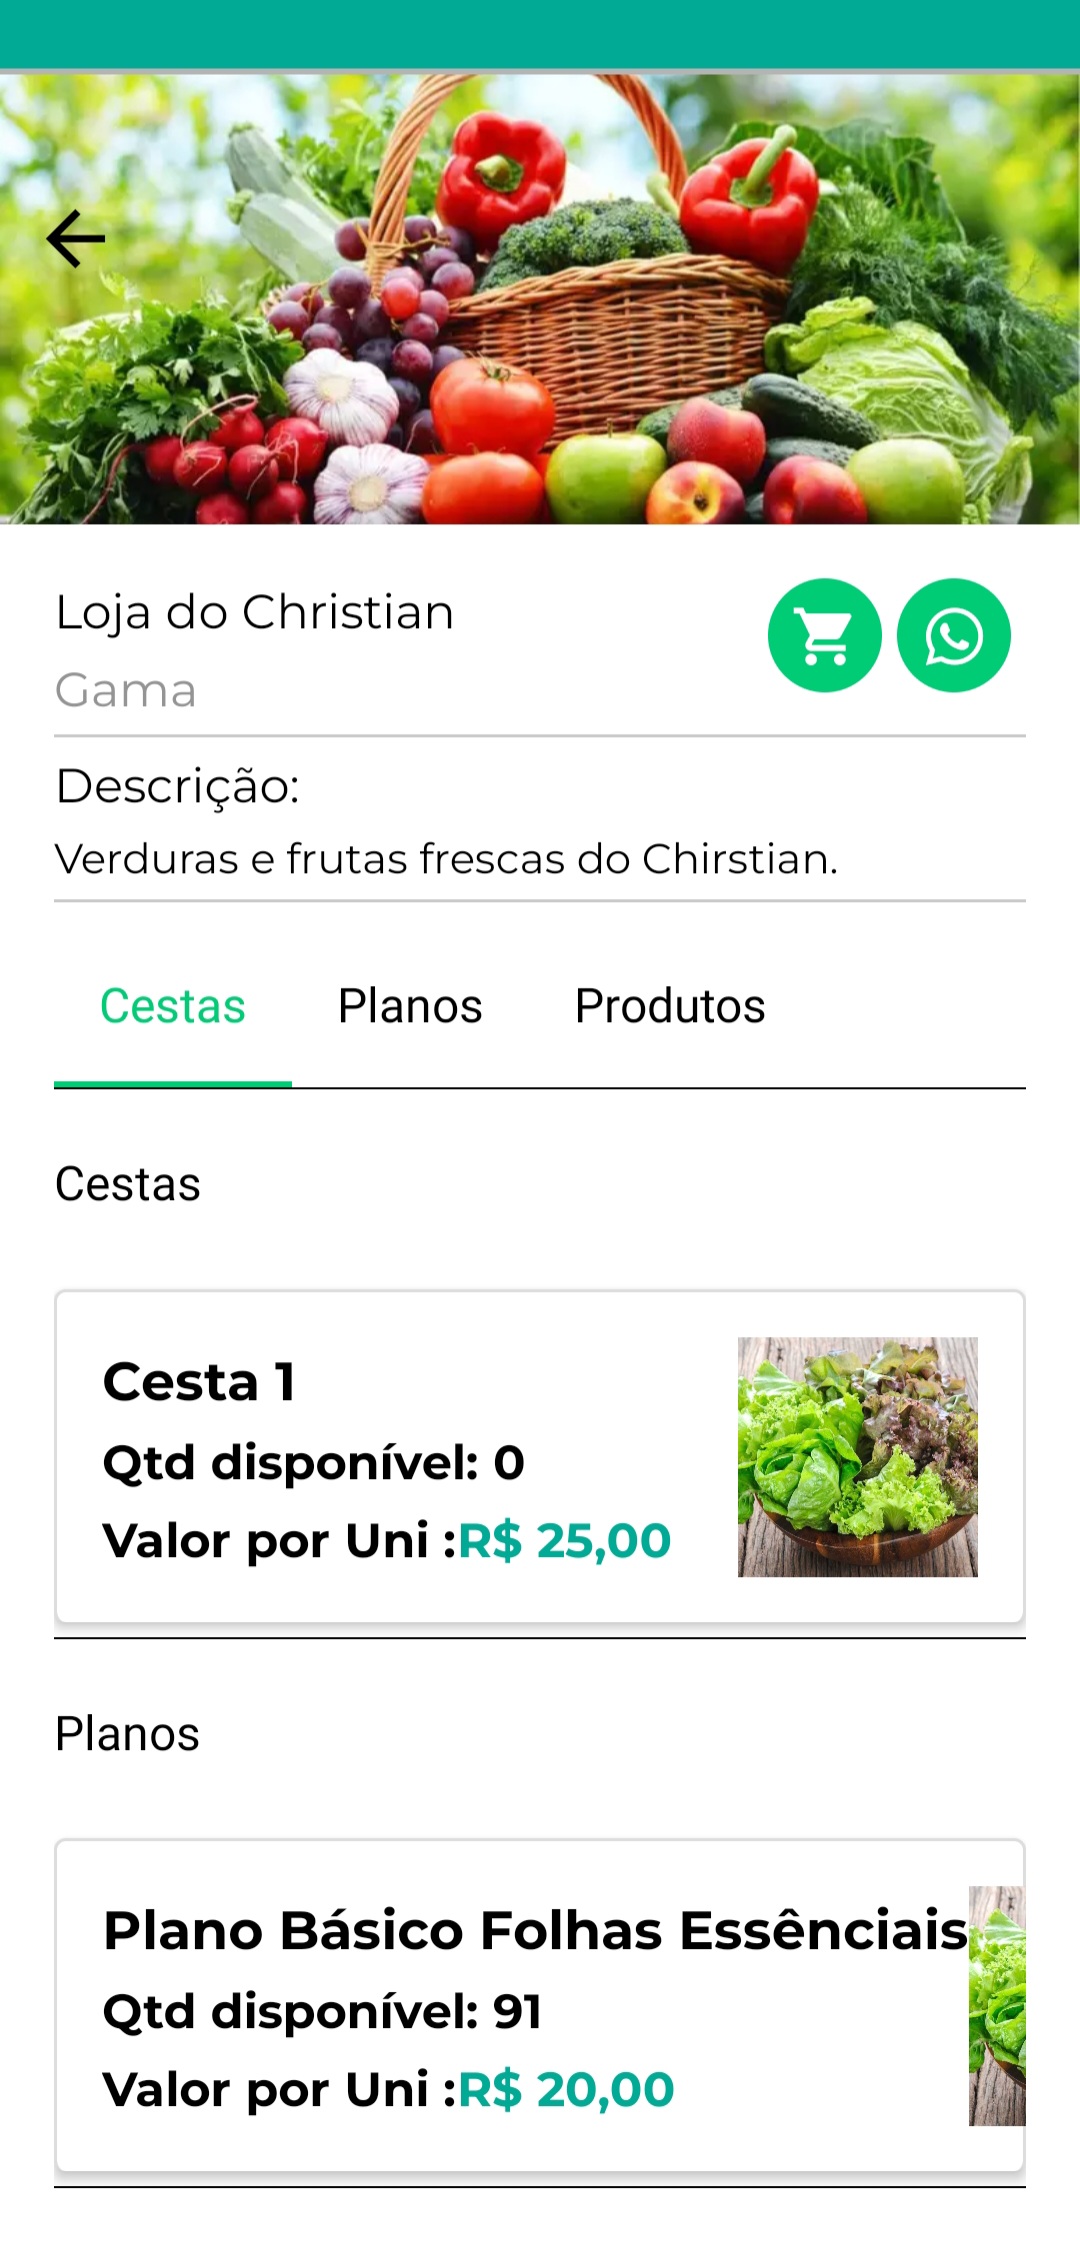 Loja do Christian
Gama
Descrição:
Verduras e frutas frescas do Chirstian.
Cestas Planos Produtos
Cestas
Cesta 1
Qtd disponível: 0
Valor por Uni :R$ 25,00
Planos
Plano Básico Folhas Essênciais
Qtd disponível: 91
Valor por Uni :R$ 20,00